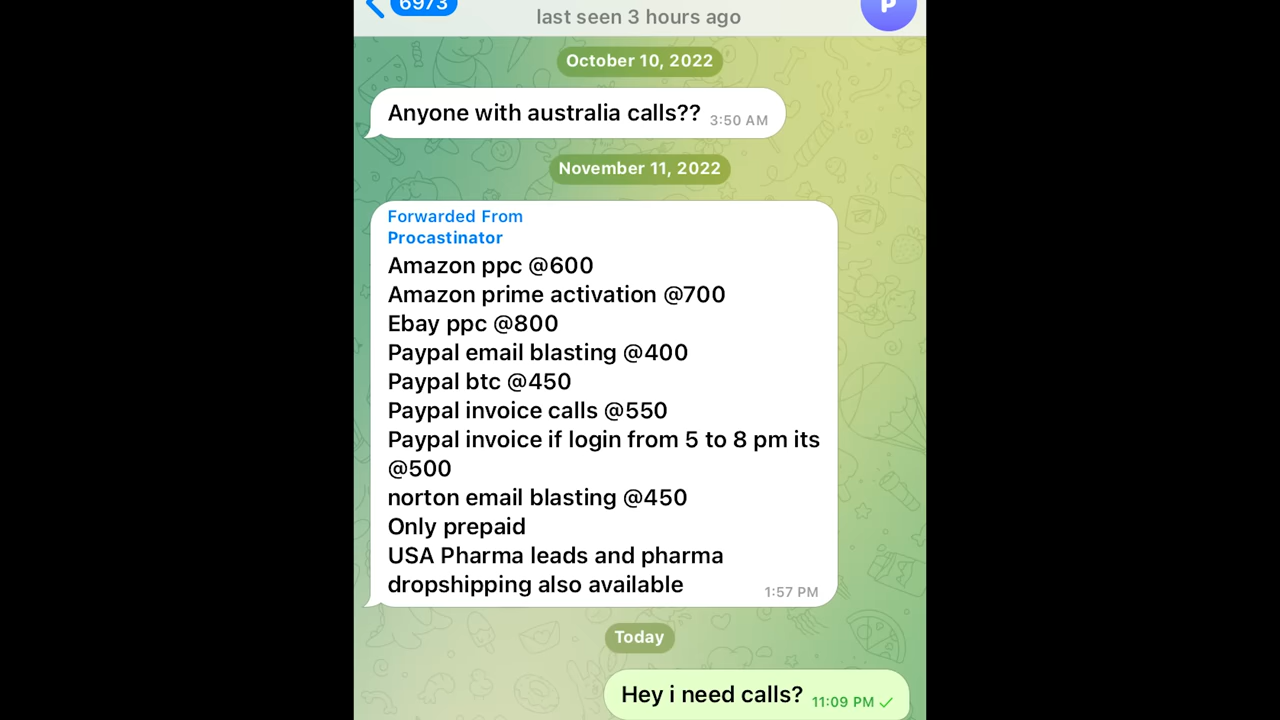 6973
last seen 3 hours ago
P
October 10, 2022
Anyone with australia calls?? 3:50 AM
November 11, 2022
Forwarded From
Procastinator
Amazon ppc @600
Amazon prime activation @700
Ebay ppc @800
Paypal email blasting @400
Paypal btc @450
Paypal invoice calls @550
Paypal invoice if login from 5 to 8 pm its
@500
norton email blasting @450
Only prepaid
USA Pharma leads and pharma
dropshipping also available 1:57 PM
Today
Hey i need calls? 11:09 PM